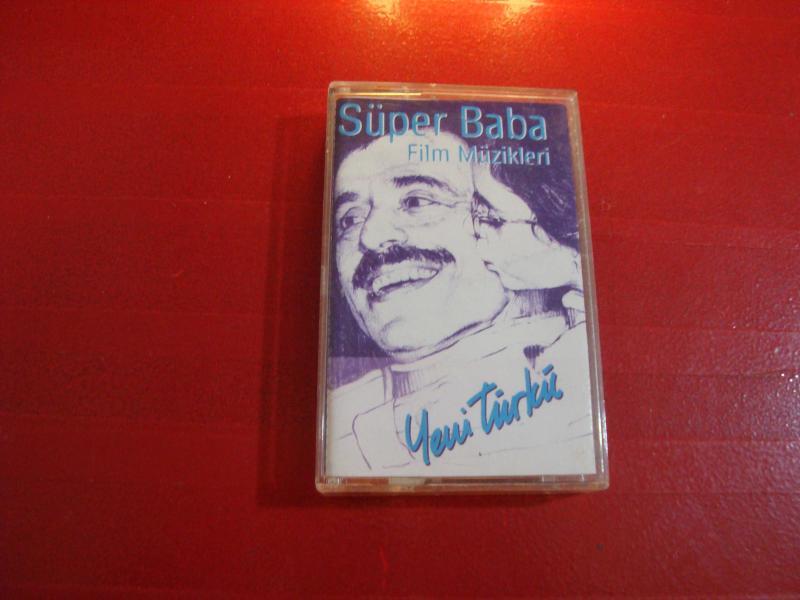 Süper Baba
Film Müzikleri
Yeni Türkü